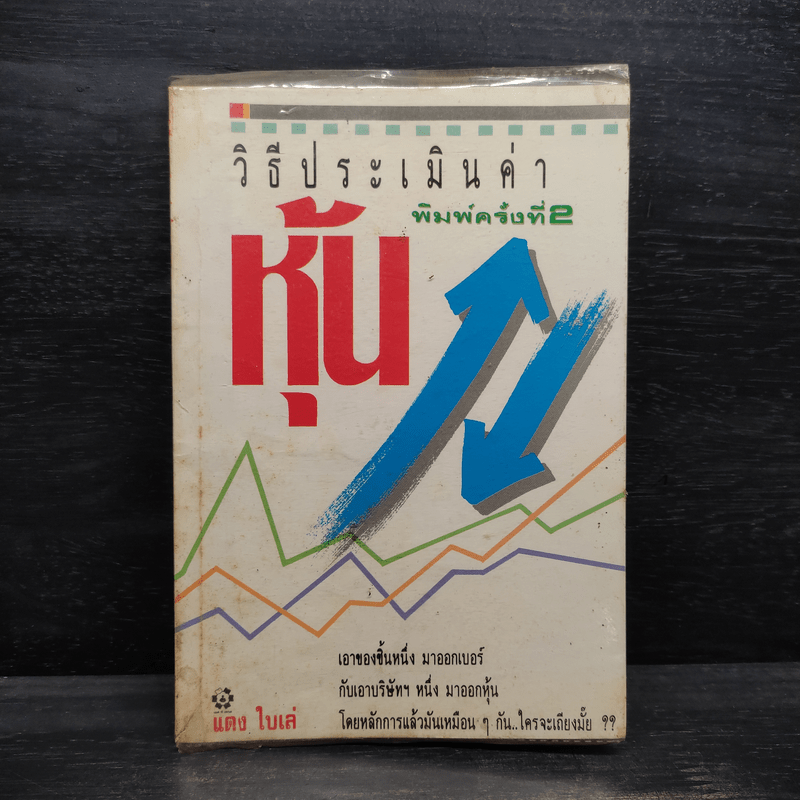 วิธีประเมินค่า
พิมพ์ครั้งที่ 2
หุ้น
เอาของชิ้นหนึ่ง มาออกเบอร์
กับเอาบริษัทฯ หนึ่ง มาออกหุ้น
โดยหลักการแล้วมันเหมือน ๆ กัน..ใครจะเถียงมั๊ย ??
แดง ใบเล่